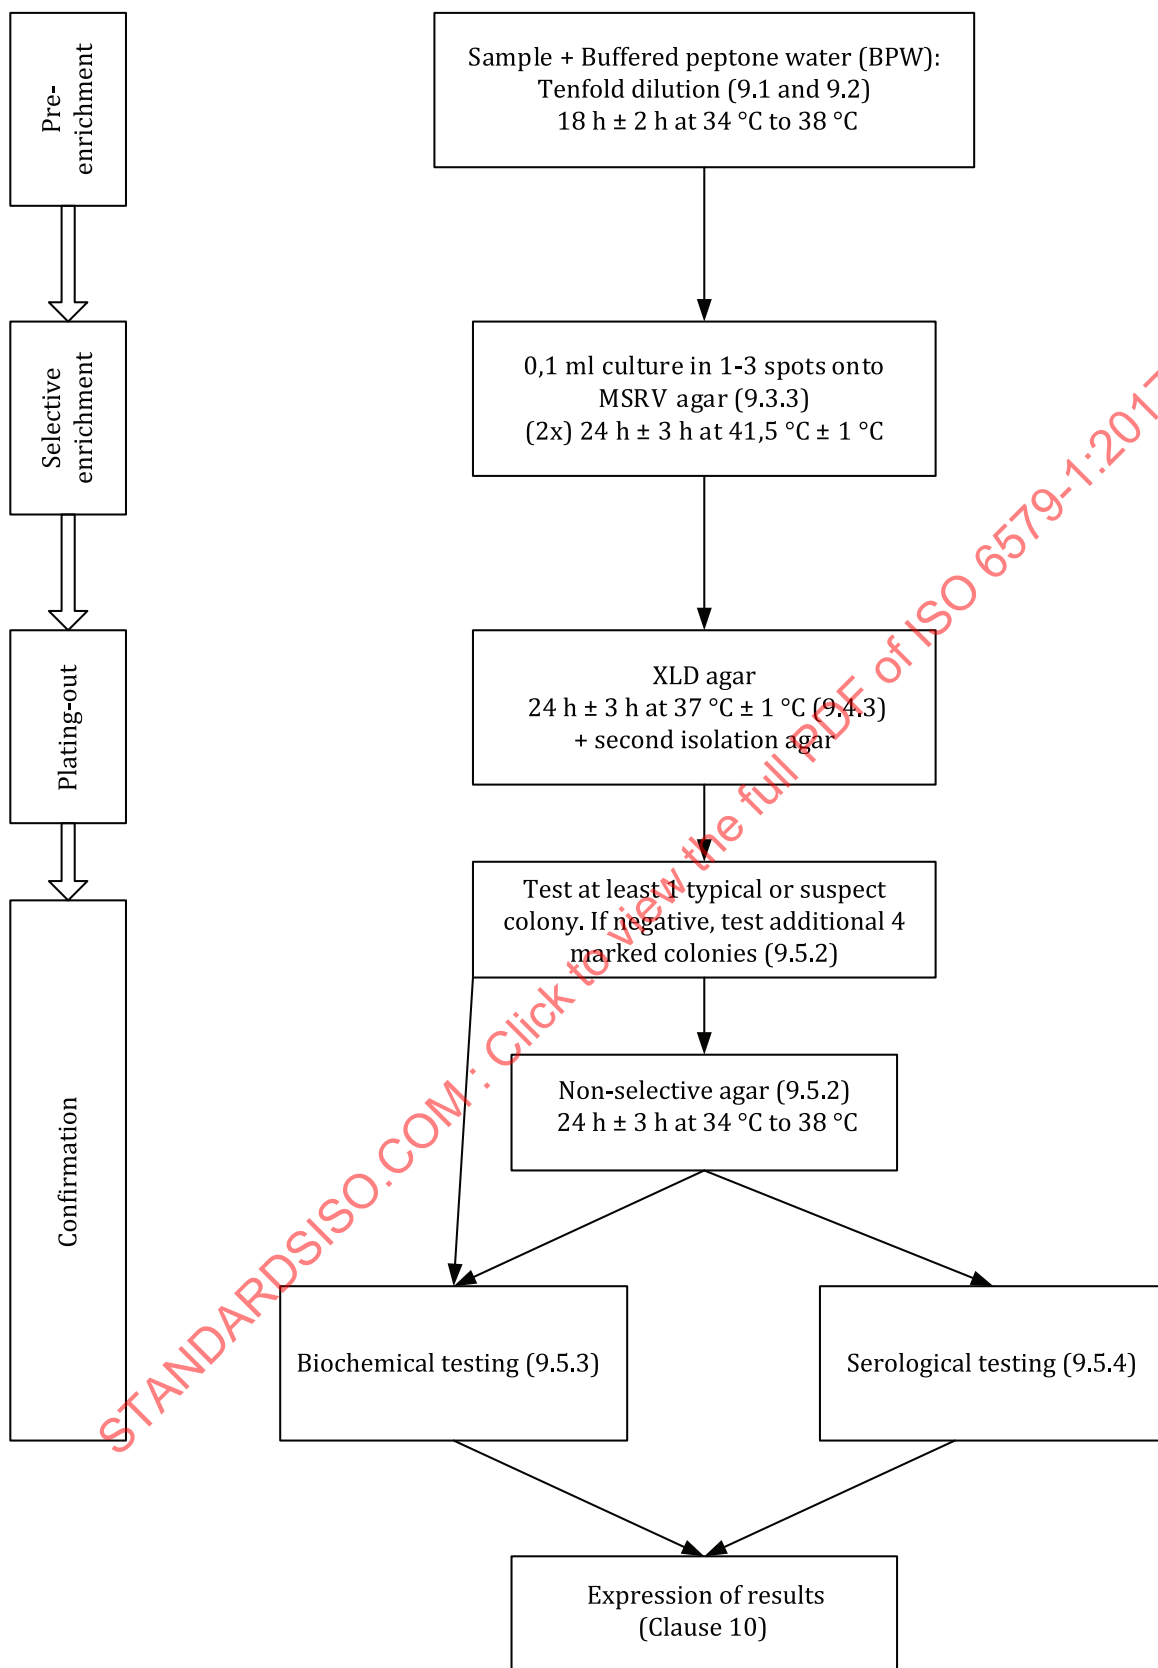 Pre-
enrichment
Sample + Buffered peptone water (BPW):
Tenfold dilution (9.1 and 9.2)
18 h ± 2 h at 34 °C to 38 °C
Selective
enrichment
0,1 ml culture in 1-3 spots onto
MSRV agar (9.3.3)
(2x) 24 h ± 3 h at 41,5 °C ± 1 °C
Plating-out
XLD agar
24 h ± 3 h at 37 °C ± 1 °C (9.4.3)
+ second isolation agar
Confirmation
Test at least 1 typical or suspect
colony. If negative, test additional 4
marked colonies (9.5.2)
Non-selective agar (9.5.2)
24 h ± 3 h at 34 °C to 38 °C
Biochemical testing (9.5.3)
Serological testing (9.5.4)
Expression of results
(Clause 10)
STANDARDSISO.COM : Click to view the full PDF of ISO 6579-1:2017